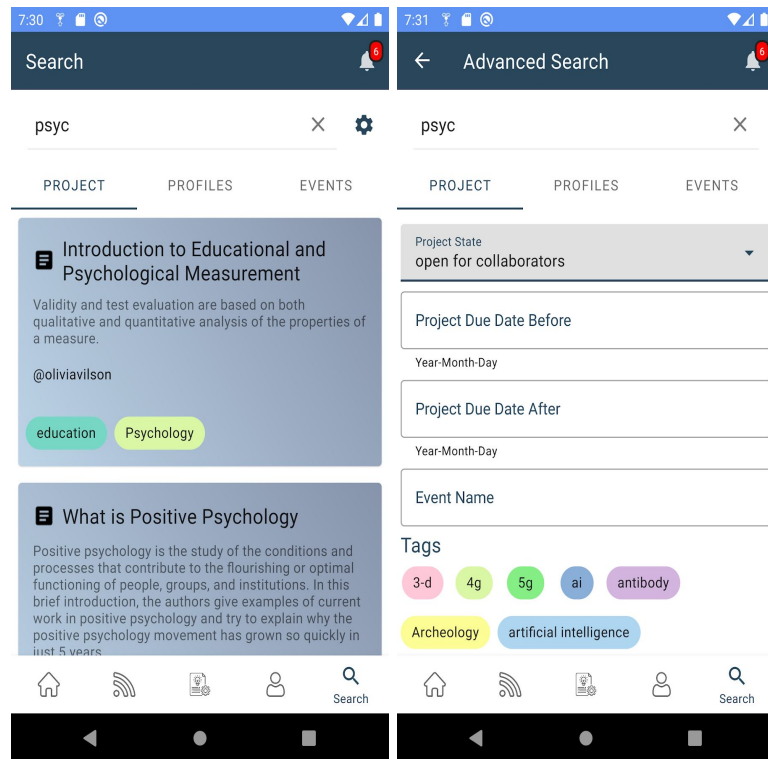 7:30
Search
6
psyc
PROJECT PROFILES EVENTS
Introduction to Educational and
Psychological Measurement
Validity and test evaluation are based on both
qualitative and quantitative analysis of the properties of
a measure.
@oliviavilson
education Psychology
What is Positive Psychology
Positive psychology is the study of the conditions and
processes that contribute to the flourishing or optimal
functioning of people, groups, and institutions. In this
brief introduction, the authors give examples of current
work in positive psychology and try to explain why the
positive psychology movement has grown so quickly in
just 5 years
Search
7:31
Advanced Search
6
psyc
PROJECT PROFILES EVENTS
Project State
open for collaborators
Project Due Date Before
Year-Month-Day
Project Due Date After
Year-Month-Day
Event Name
Tags
3-d 4g 5g ai antibody
Archeology artificial intelligence
Search